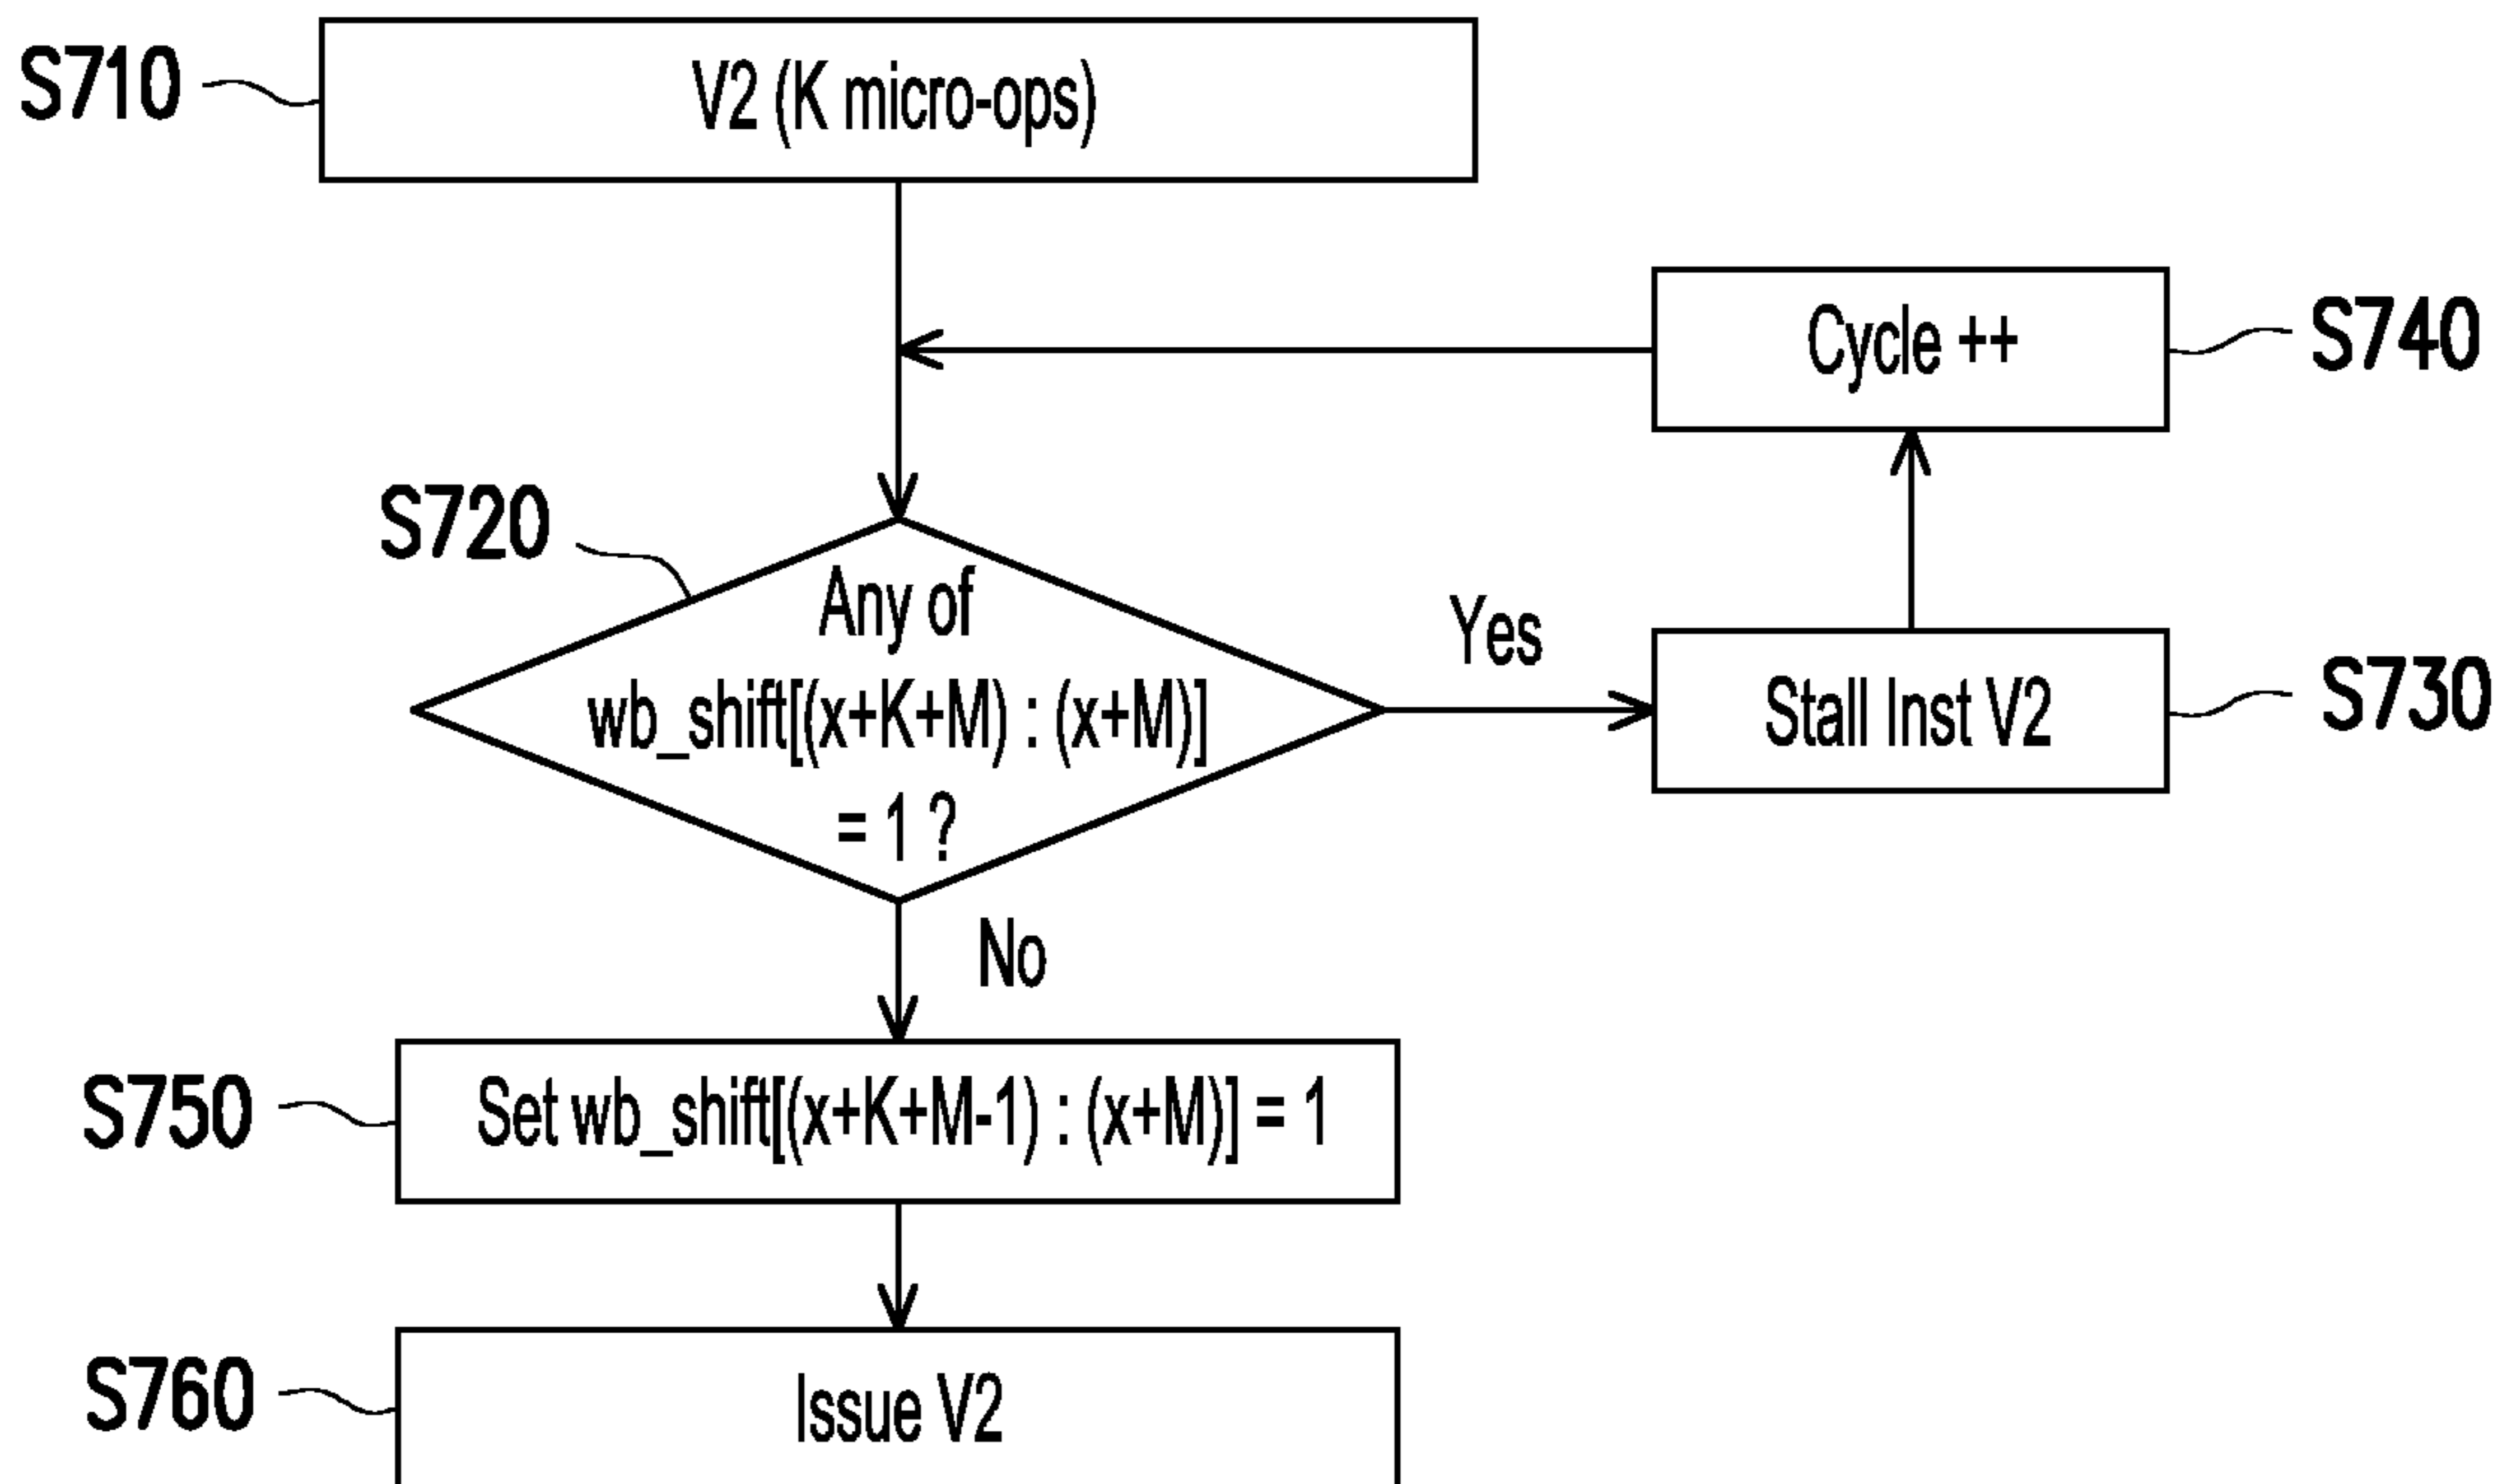 S710
V2 (K micro-ops)
Cycle ++
S740
S720
Any of
wb_shift[(x+K+M) : (x+M)]
= 1 ?
Yes
Stall Inst V2
S730
No
S750
Set wb_shift[(x+K+M-1) : (x+M)] = 1
S760
Issue V2